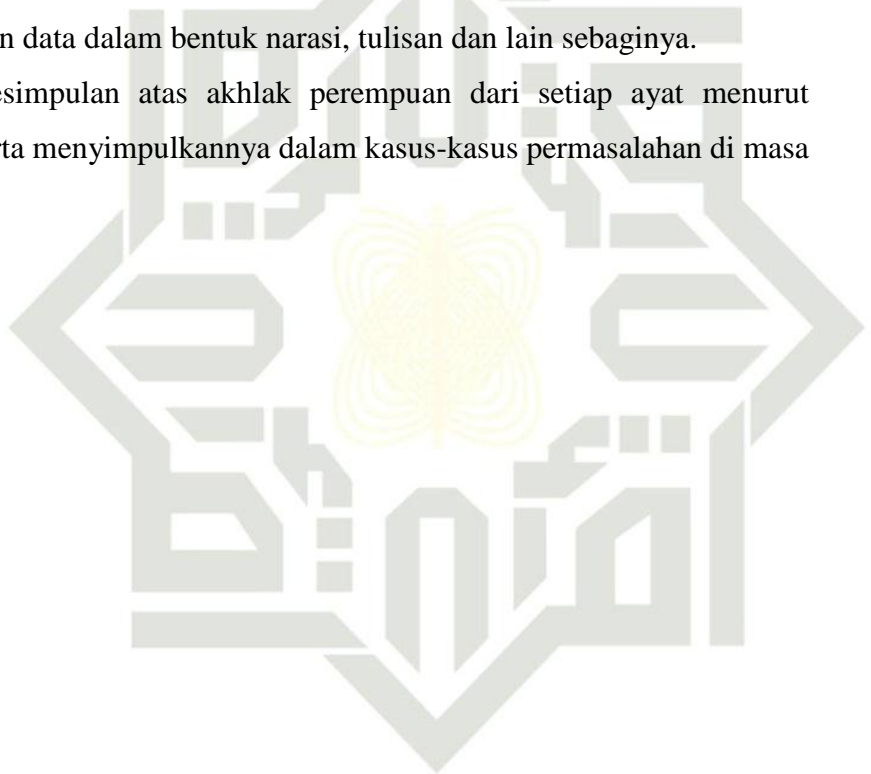 n data dalam bentuk narasi, tulisan dan lain sebaginya.
esimpulan atas akhlak perempuan dari setiap ayat menurut
rta menyimpulkannya dalam kasus-kasus permasalahan di masa